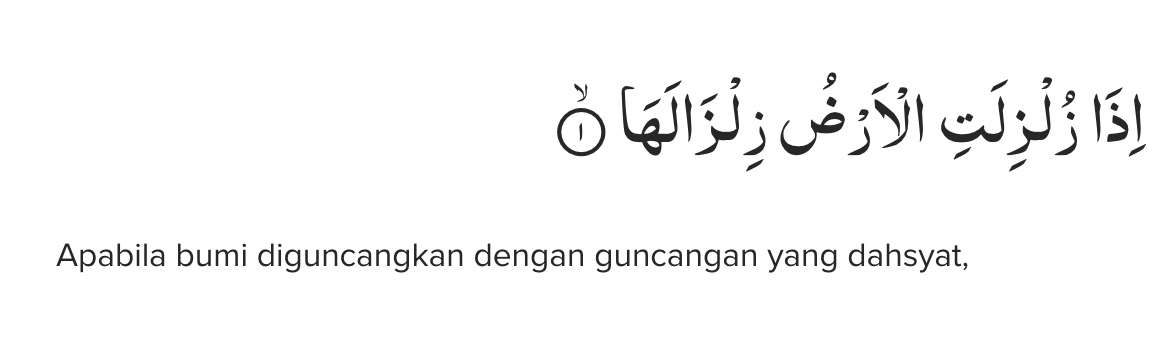 اِذَا زُلْزِلَتِ الْاَرْضُ زِلْزَالَهَاۙ ۝١
Apabila bumi diguncangkan dengan guncangan yang dahsyat,